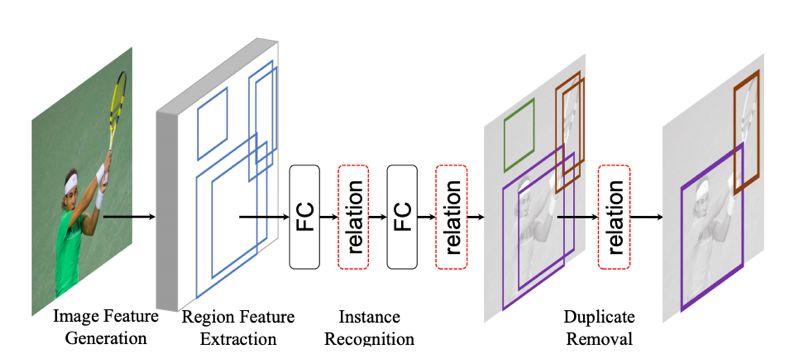 FC
relation
FC
relation
relation
Image Feature
Generation
Region Feature
Extraction
Instance
Recognition
Duplicate
Removal